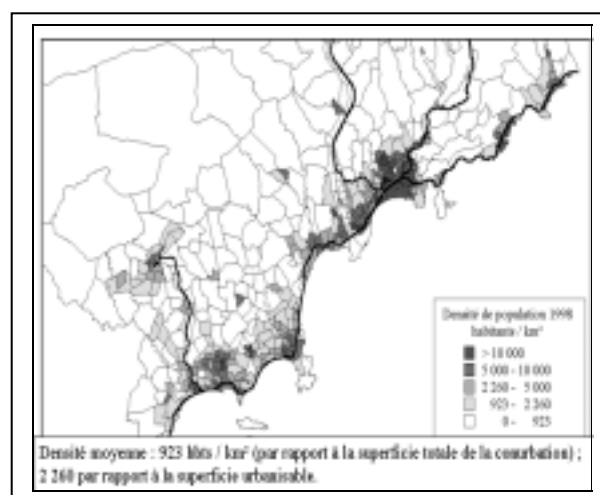 Densité de population 1998
habitants / km²
> 10 000
5 000 - 10 000
2 260 - 5 000
923 - 2 260
0 - 923
Densité moyenne : 923 hbts / km² (par rapport à la superficie totale de la conurbation) ;
2 260 par rapport à la superficie urbanisable.